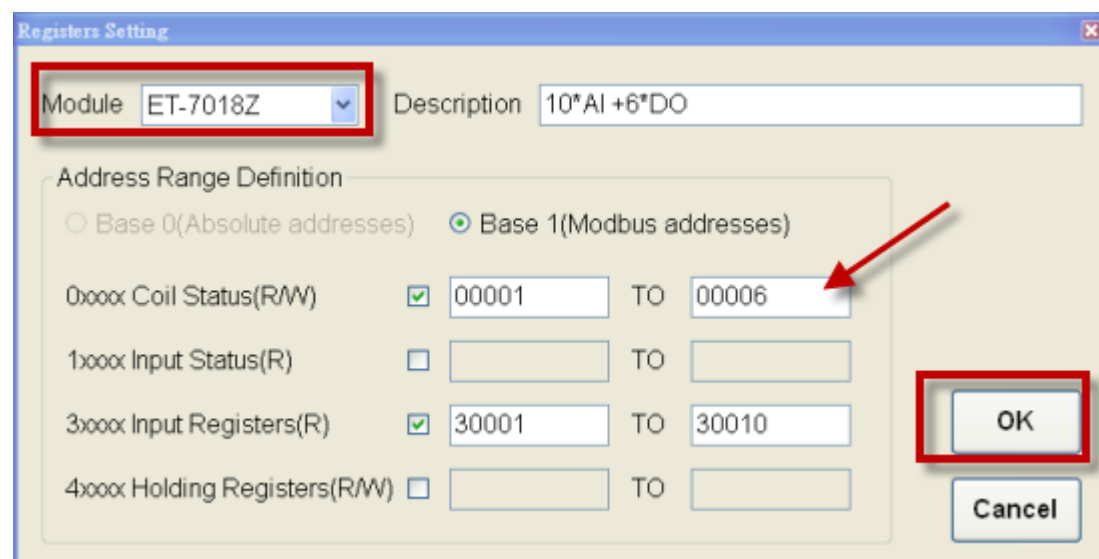 Registers Setting
Module ET-7018Z Description 10*AI +6*DO
Address Range Definition
Base 0(Absolute addresses) Base 1(Modbus addresses)
0xxxx Coil Status(R/W) 00001 TO 00006
1xxxx Input Status(R) TO
3xxxx Input Registers(R) 30001 TO 30010
OK
4xxxx Holding Registers(R/W) TO
Cancel